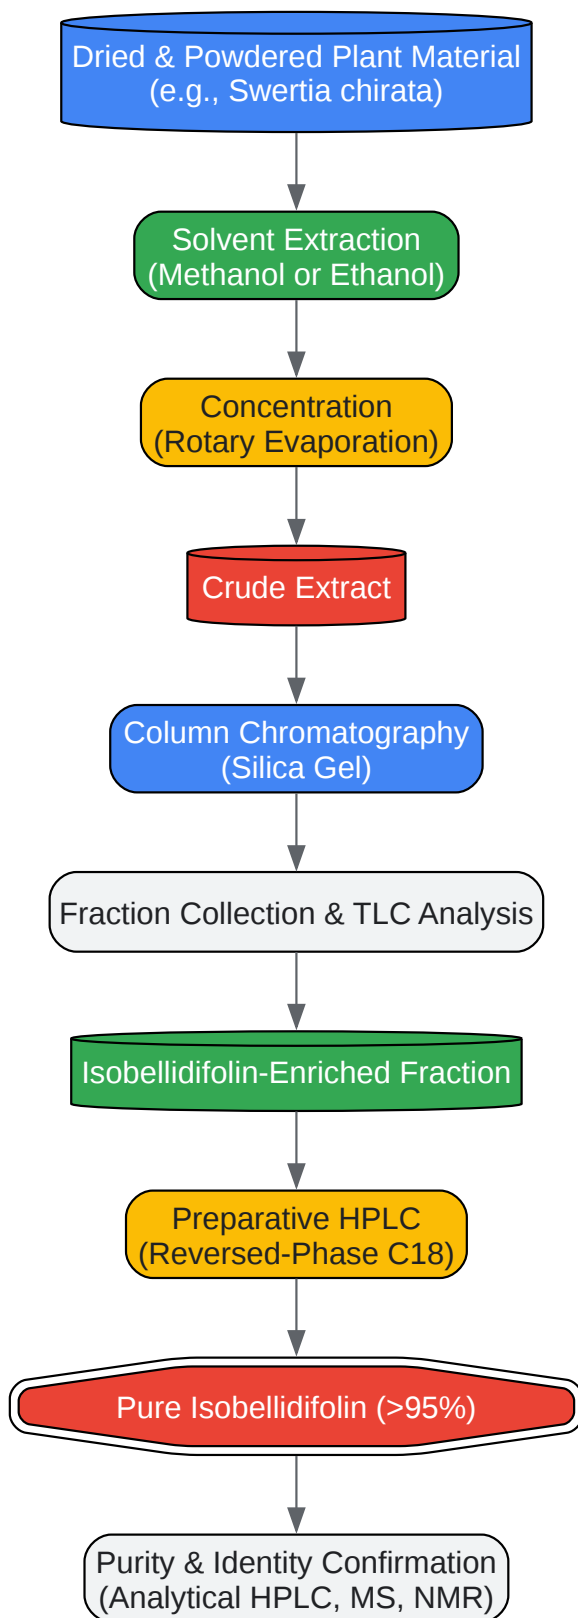 Dried & Powdered Plant Material
(e.g., Swertia chirata)
Solvent Extraction
(Methanol or Ethanol)
Concentration
(Rotary Evaporation)
Crude Extract
Column Chromatography
(Silica Gel)
Fraction Collection & TLC Analysis
Isobellidifolin-Enriched Fraction
Preparative HPLC
(Reversed-Phase C18)
Pure Isobellidifolin (>95%)
Purity & Identity Confirmation
(Analytical HPLC, MS, NMR)